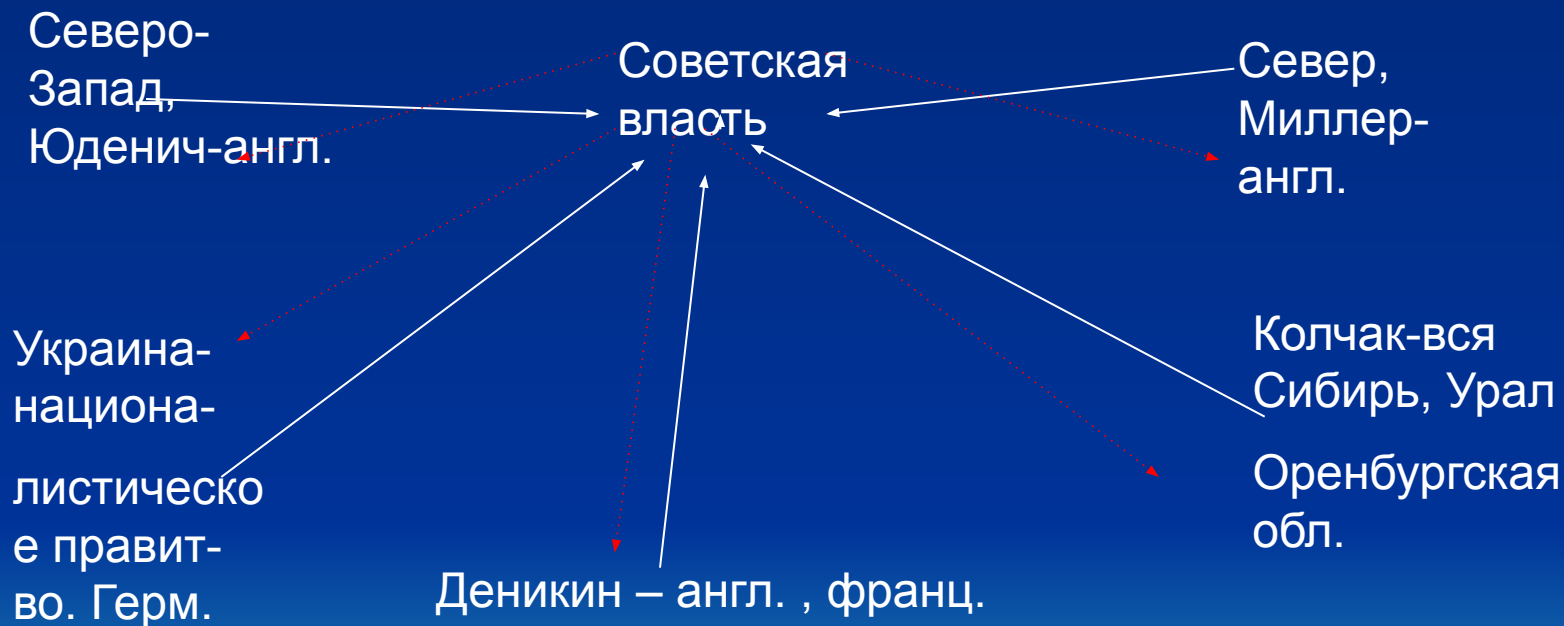 Северо-
Запад,
Юденич-англ.
Советская
власть
Север,
Миллер-
англ.
Украина-
национа-
листическо
е правит-
во. Герм.
Деникин – англ. , франц.
Колчак-вся
Сибирь, Урал
Оренбургская
обл.